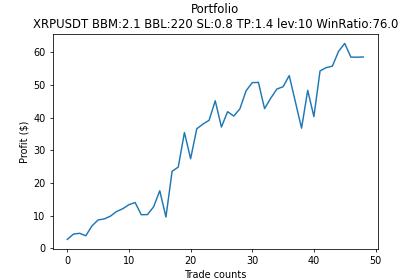 Portfolio
XRPUSDT BBM:2.1 BBL:220 SL:0.8 TP:1.4 lev:10 WinRatio:76.0
60
50
40
30
20
10
0
Profit ($)
0 10 20 30 40 50
Trade counts